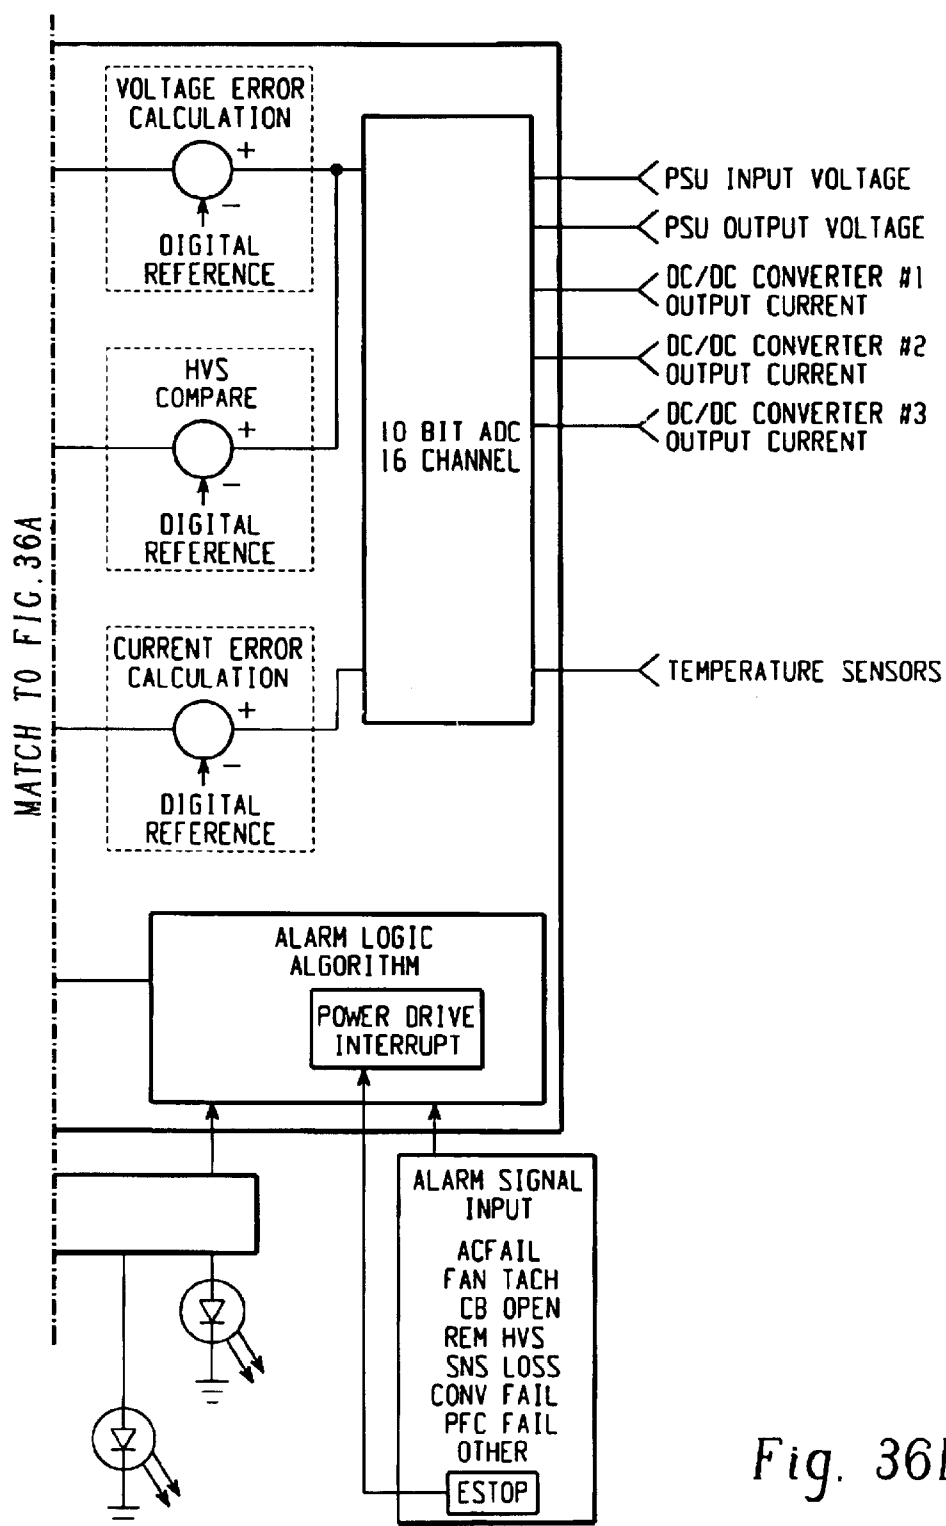 MATCH TO FIG. 36A
VOLTAGE ERROR
CALCULATION
+
−
DIGITAL
REFERENCE
HVS
COMPARE
+
−
DIGITAL
REFERENCE
CURRENT ERROR
CALCULATION
+
−
DIGITAL
REFERENCE
10 BIT ADC
16 CHANNEL
PSU INPUT VOLTAGE
PSU OUTPUT VOLTAGE
DC/DC CONVERTER #1
OUTPUT CURRENT
DC/DC CONVERTER #2
OUTPUT CURRENT
DC/DC CONVERTER #3
OUTPUT CURRENT
TEMPERATURE SENSORS
ALARM LOGIC
ALGORITHM
POWER DRIVE
INTERRUPT
ALARM SIGNAL
INPUT
ACFAIL
FAN TACH
CB OPEN
REM HVS
SNS LOSS
CONV FAIL
PFC FAIL
OTHER
ESTOP
Fig.